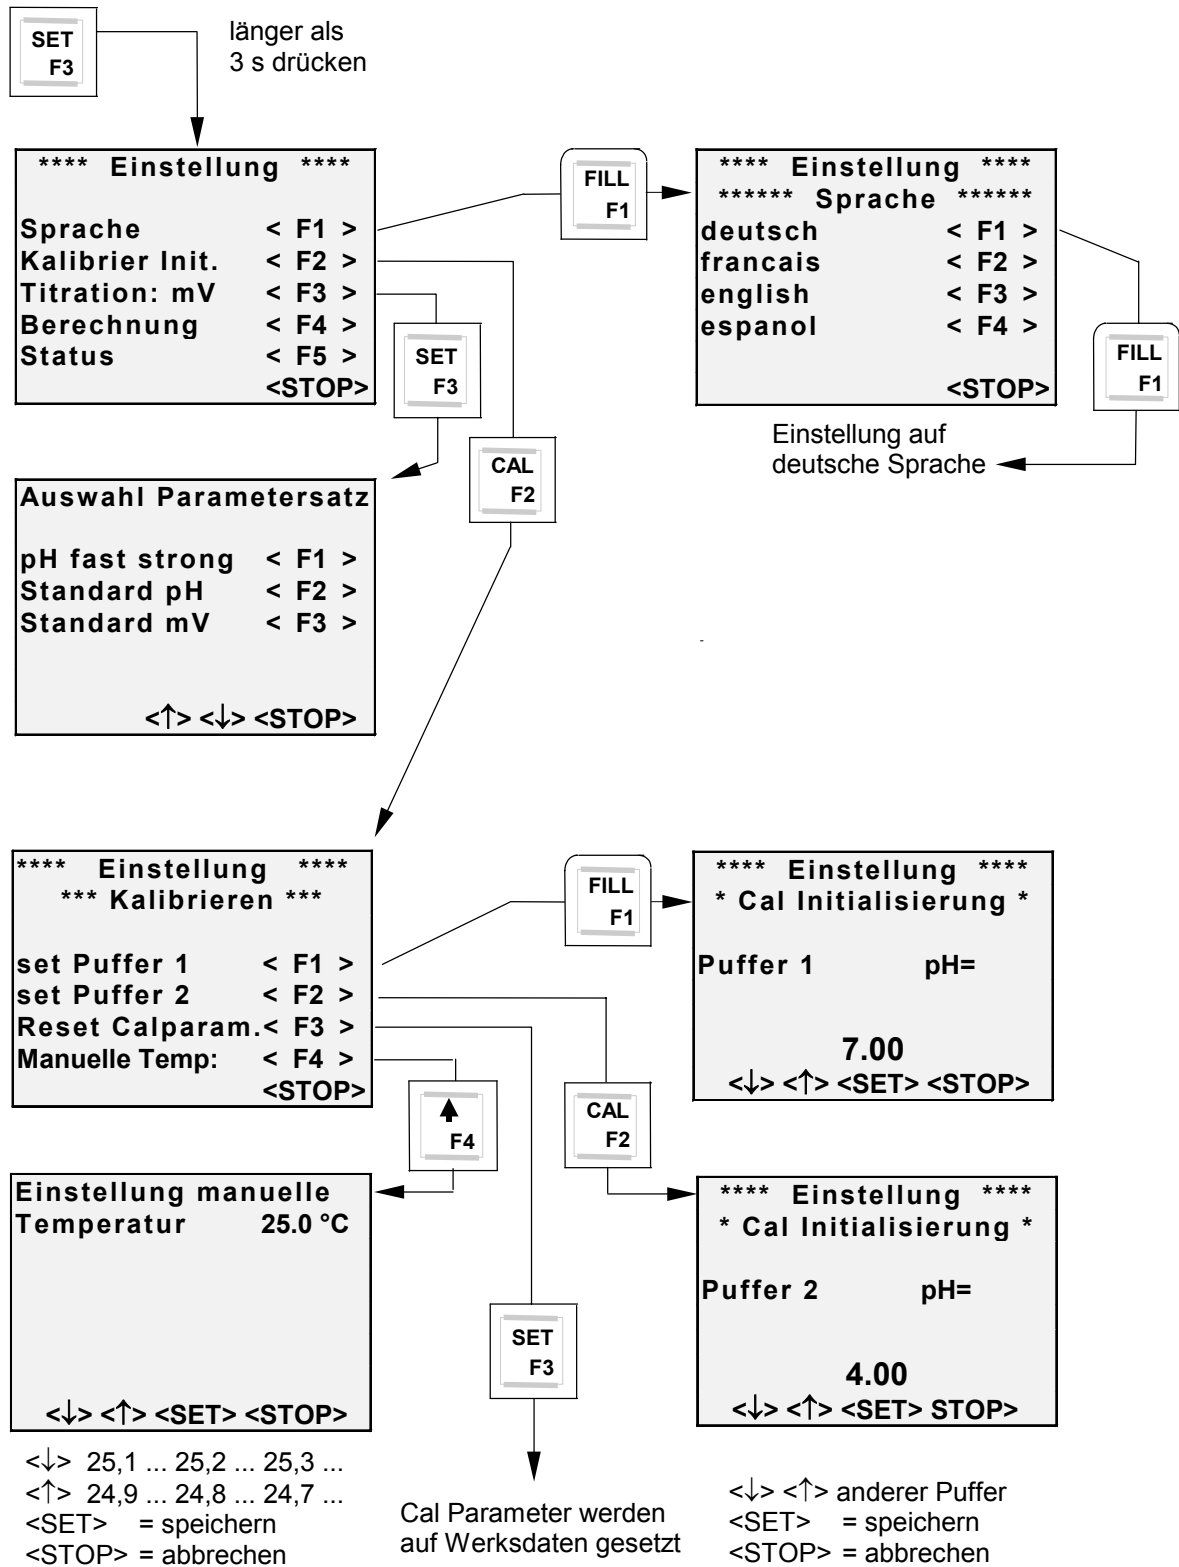 SET
F3
länger als
3 s drücken
**** Einstellung ****
Sprache < F1 >
Kalibrier Init. < F2 >
Titration: mV < F3 >
Berechnung < F4 >
Status < F5 >
<STOP>
FILL
F1
**** Einstellung ****
****** Sprache ******
deutsch < F1 >
francais < F2 >
english < F3 >
espanol < F4 >
<STOP>
FILL
F1
Einstellung auf
deutsche Sprache
SET
F3
CAL
F2
Auswahl Parametersatz
pH fast strong < F1 >
Standard pH < F2 >
Standard mV < F3 >
<↑> <↓> <STOP>
-
**** Einstellung ****
*** Kalibrieren ***
set Puffer 1 < F1 >
set Puffer 2 < F2 >
Reset Calparam.< F3 >
Manuelle Temp: < F4 >
<STOP>
FILL
F1
**** Einstellung ****
* Cal Initialisierung *
Puffer 1 pH=
7.00
<↓> <↑> <SET> <STOP>
↑
F4
CAL
F2
Einstellung manuelle
Temperatur 25.0 °C
<↓> <↑> <SET> <STOP>
<↓> 25,1 ... 25,2 ... 25,3 ...
<↑> 24,9 ... 24,8 ... 24,7 ...
<SET> = speichern
<STOP> = abbrechen
SET
F3
Cal Parameter werden
auf Werksdaten gesetzt
**** Einstellung ****
* Cal Initialisierung *
Puffer 2 pH=
4.00
<↓> <↑> <SET> STOP>
<↓> <↑> anderer Puffer
<SET> = speichern
<STOP> = abbrechen